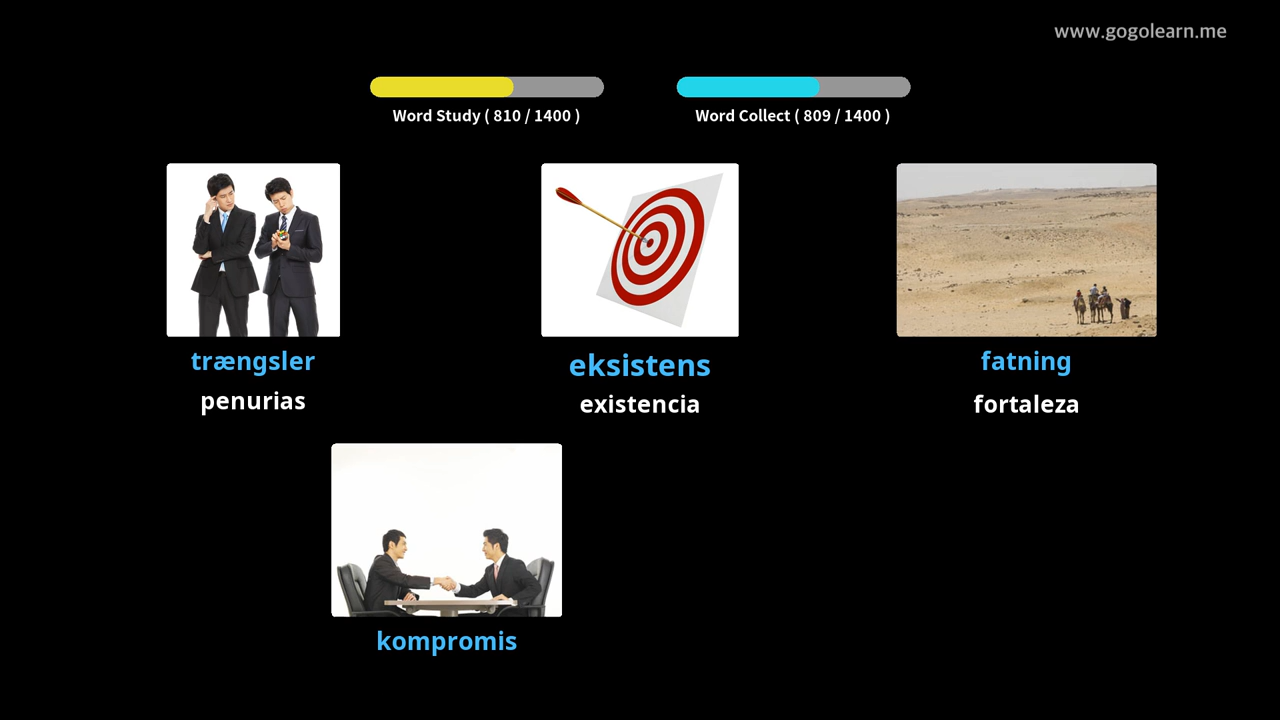 www.gogolearn.me
Word Study ( 810 / 1400 )
Word Collect ( 809 / 1400 )
trængsler
penurias
eksistens
existencia
fatning
fortaleza
kompromis